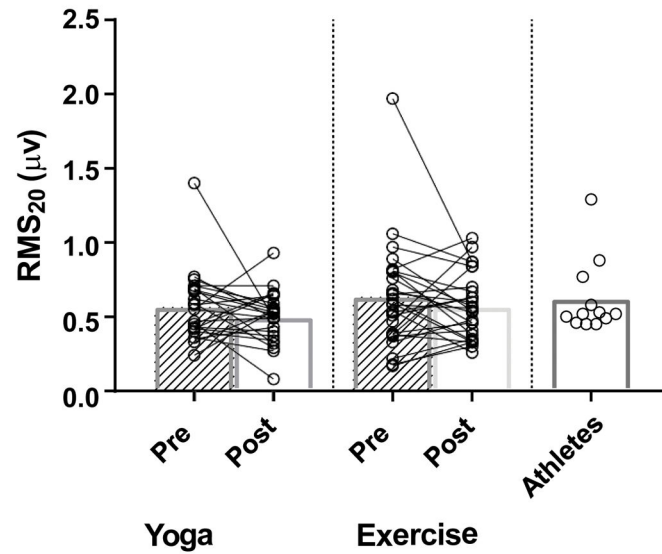 2.5
2.0
1.5
1.0
0.5
0.0
RMS20 (μv)
Pre
Post
Pre
Post
Athletes
Yoga
Exercise